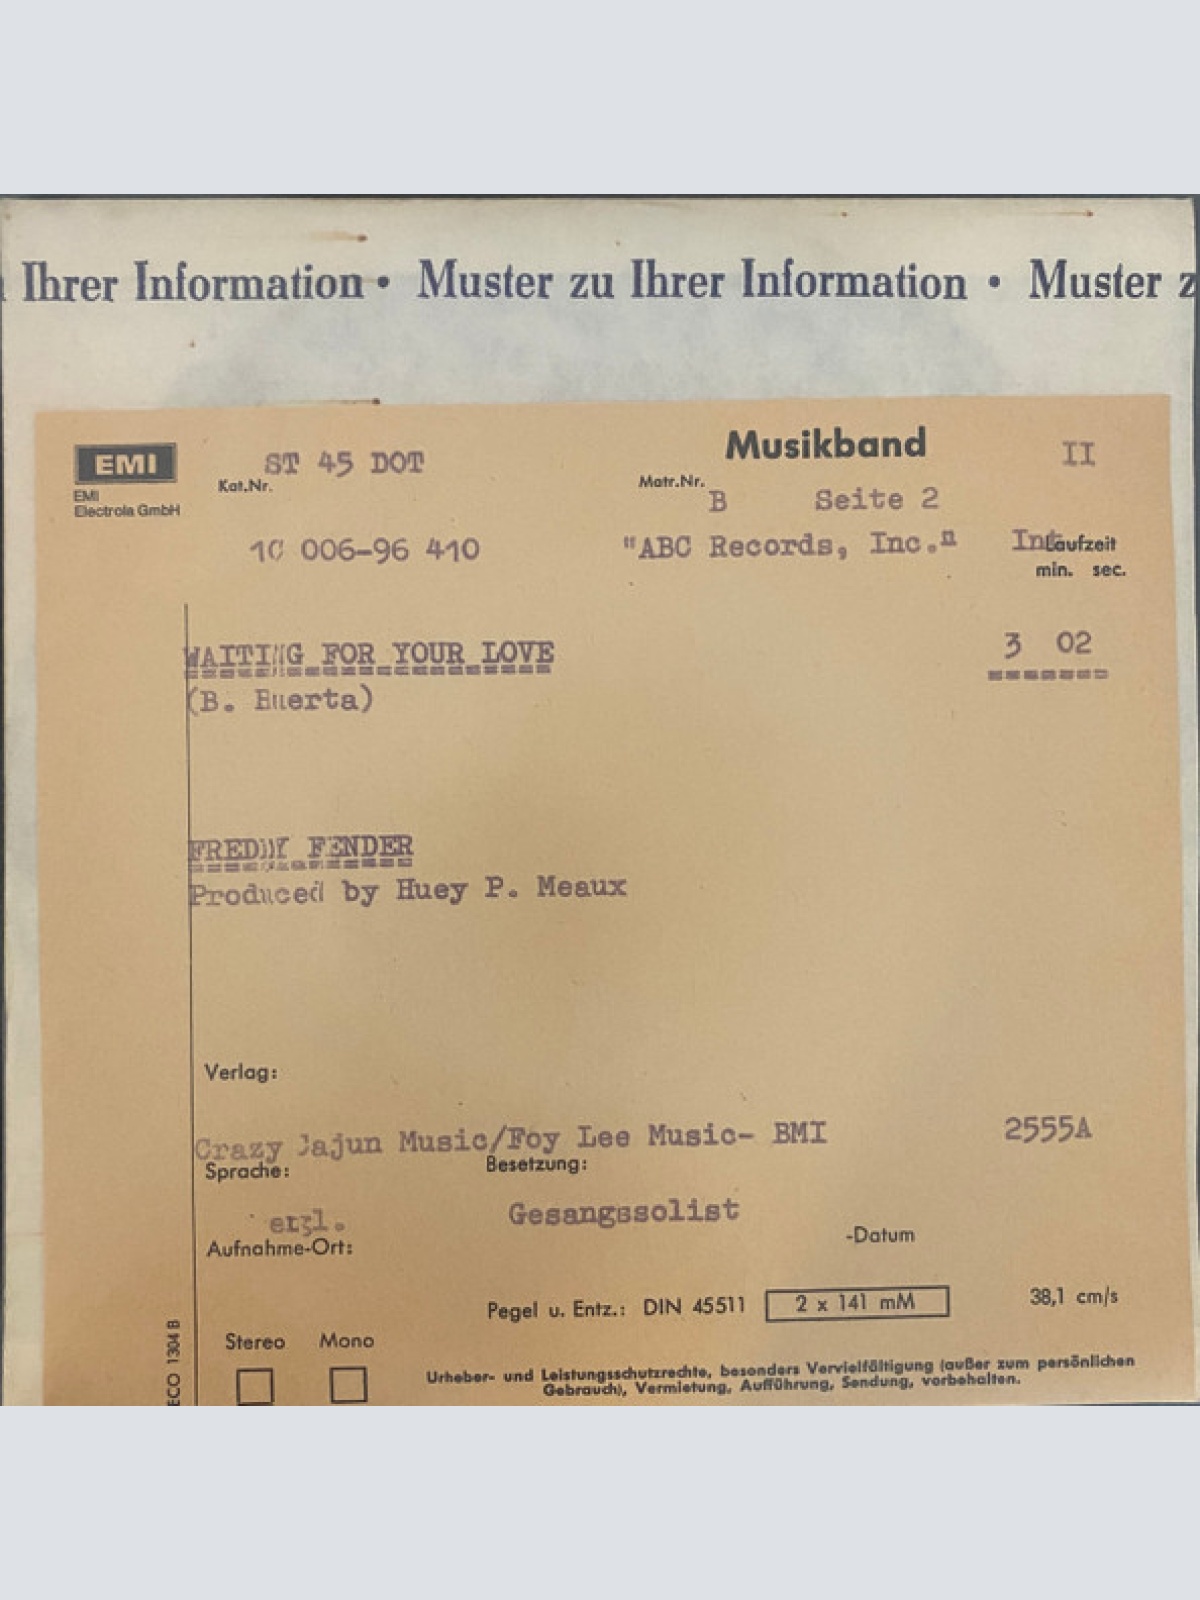 Ihrer Information • Muster zu Ihrer Information • Muster z
EMI
EMI
Electrola GmbH
ST 45 DOT
Kat.Nr.
Musikband
II
Matr.Nr.
B Seite 2
1C 006-96 410
"ABC Records, Inc."
Int
Laufzeit
min. sec.
WAITING FOR YOUR LOVE
3 02
(B. Huerta)
FREDDY FENDER
Produced by Huey P. Meaux
Verlag:
Crazy Cajun Music/Foy Lee Music- BMI
2555A
Sprache:
Besetzung:
engl.
Gesangssolist
Aufnahme-Ort:
-Datum
Pegel u. Entz.: DIN 45511 2 x 141 mM 38,1 cm/s
Stereo Mono
Urheber- und Leistungsschutzrechte, besonders Vervielfältigung (außer zum persönlichen
Gebrauch), Vermietung, Aufführung, Sendung, vorbehalten.
ECO 1304 B